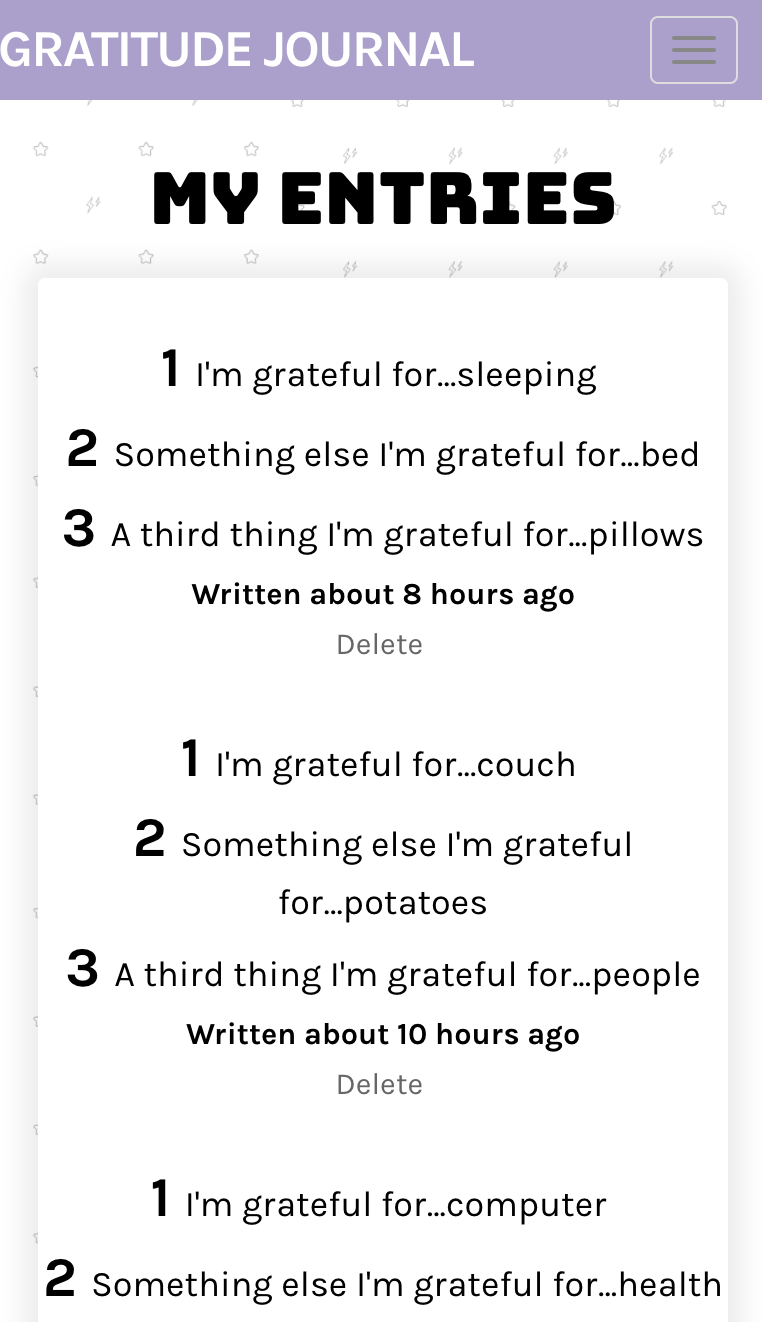 GRATITUDE JOURNAL
MY ENTRIES
1 I'm grateful for...sleeping
2 Something else I'm grateful for...bed
3 A third thing I'm grateful for...pillows
Written about 8 hours ago
Delete
1 I'm grateful for...couch
2 Something else I'm grateful
for...potatoes
3 A third thing I'm grateful for...people
Written about 10 hours ago
Delete
1 I'm grateful for...computer
2 Something else I'm grateful for...health